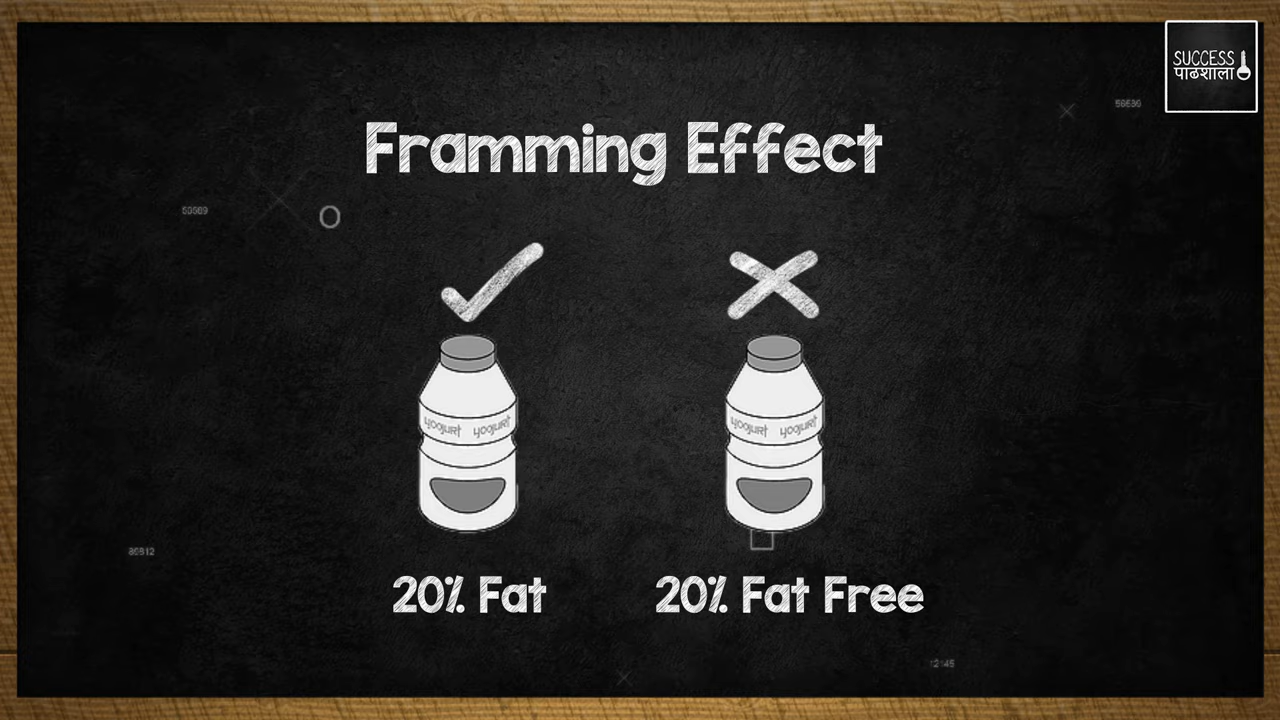 SUCCESS
पाठशाला
Framming Effect
yogurt yogurt
yogurt yogurt
20% Fat
20% Fat Free